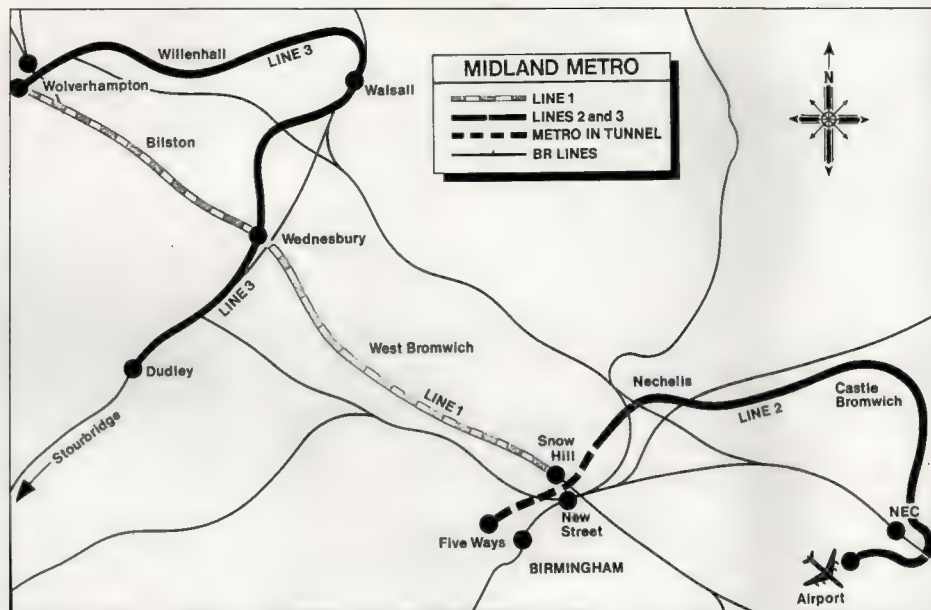 Willenhall
LINE 3
Wolverhampton
Walsall
MIDLAND METRO
LINE 1
LINES 2 and 3
METRO IN TUNNEL
BR LINES
N
Bilston
Wednesbury
LINE 3
West Bromwich
Dudley
LINE 1
Nechells
LINE 2
Castle
Bromwich
Stourbridge
Snow
Hill
NEC
New
Street
Five Ways
BIRMINGHAM
Airport